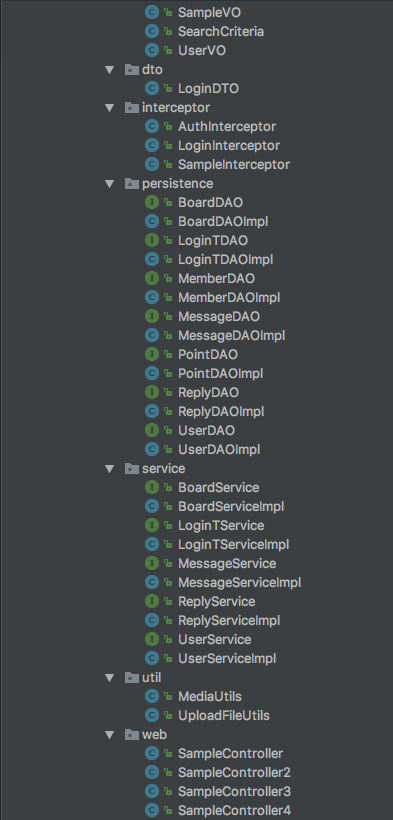 SampleVO
SearchCriteria
UserVO
dto
LoginDTO
interceptor
AuthInterceptor
LoginInterceptor
SampleInterceptor
persistence
BoardDAO
BoardDAOImpl
LoginTDAO
LoginTDAOImpl
MemberDAO
MemberDAOImpl
MessageDAO
MessageDAOImpl
PointDAO
PointDAOImpl
ReplyDAO
ReplyDAOImpl
UserDAO
UserDAOImpl
service
BoardService
BoardServiceImpl
LoginTService
LoginTServiceImpl
MessageService
MessageServiceImpl
ReplyService
ReplyServiceImpl
UserService
UserServiceImpl
util
MediaUtils
UploadFileUtils
web
SampleController
SampleController2
SampleController3
SampleController4